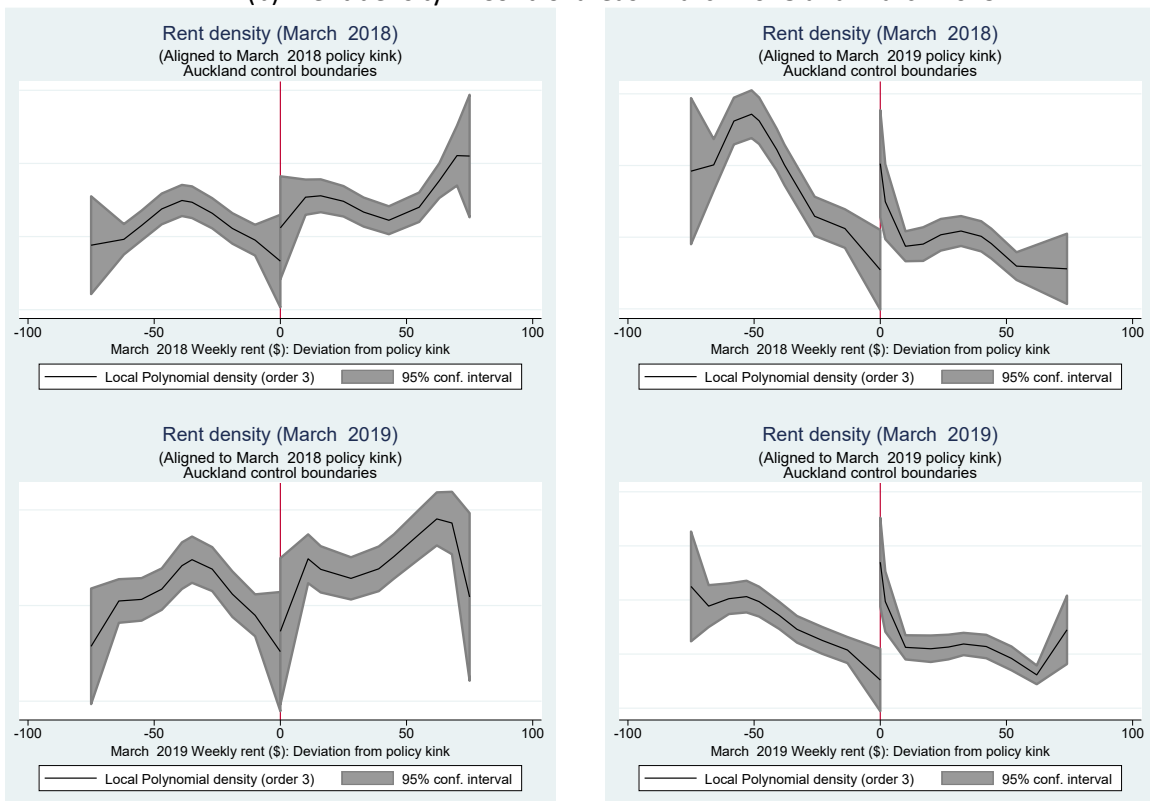 Rent density (March 2018)
(Aligned to March 2018 policy kink)
Auckland control boundaries
-100 -50 0 50 100
March 2018 Weekly rent ($): Deviation from policy kink
Local Polynomial density (order 3) 95% conf. interval
Rent density (March 2018)
(Aligned to March 2019 policy kink)
Auckland control boundaries
-100 -50 0 50 100
March 2018 Weekly rent ($): Deviation from policy kink
Local Polynomial density (order 3) 95% conf. interval
Rent density (March 2019)
(Aligned to March 2018 policy kink)
Auckland control boundaries
-100 -50 0 50 100
March 2019 Weekly rent ($): Deviation from policy kink
Local Polynomial density (order 3) 95% conf. interval
Rent density (March 2019)
(Aligned to March 2019 policy kink)
Auckland control boundaries
-100 -50 0 50 100
March 2019 Weekly rent ($): Deviation from policy kink
Local Polynomial density (order 3) 95% conf. interval